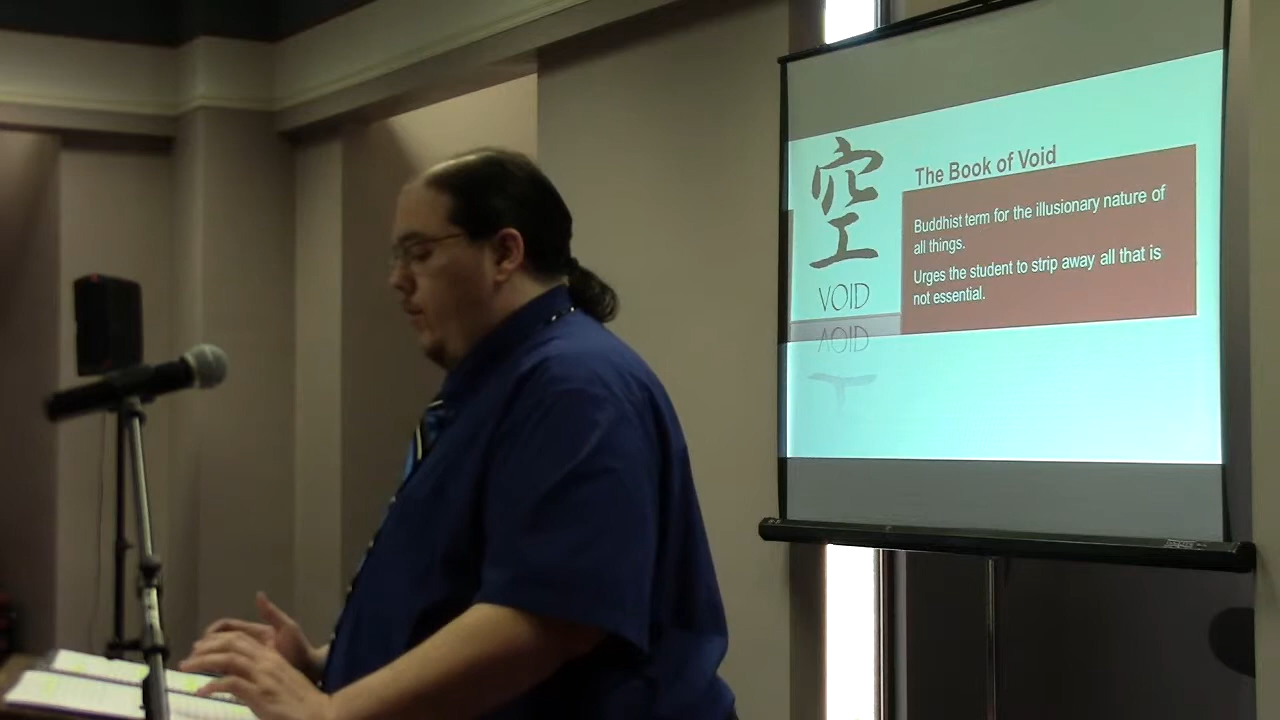 空
VOID
The Book of Void
Buddhist term for the illusionary nature of
all things.
Urges the student to strip away all that is
not essential.